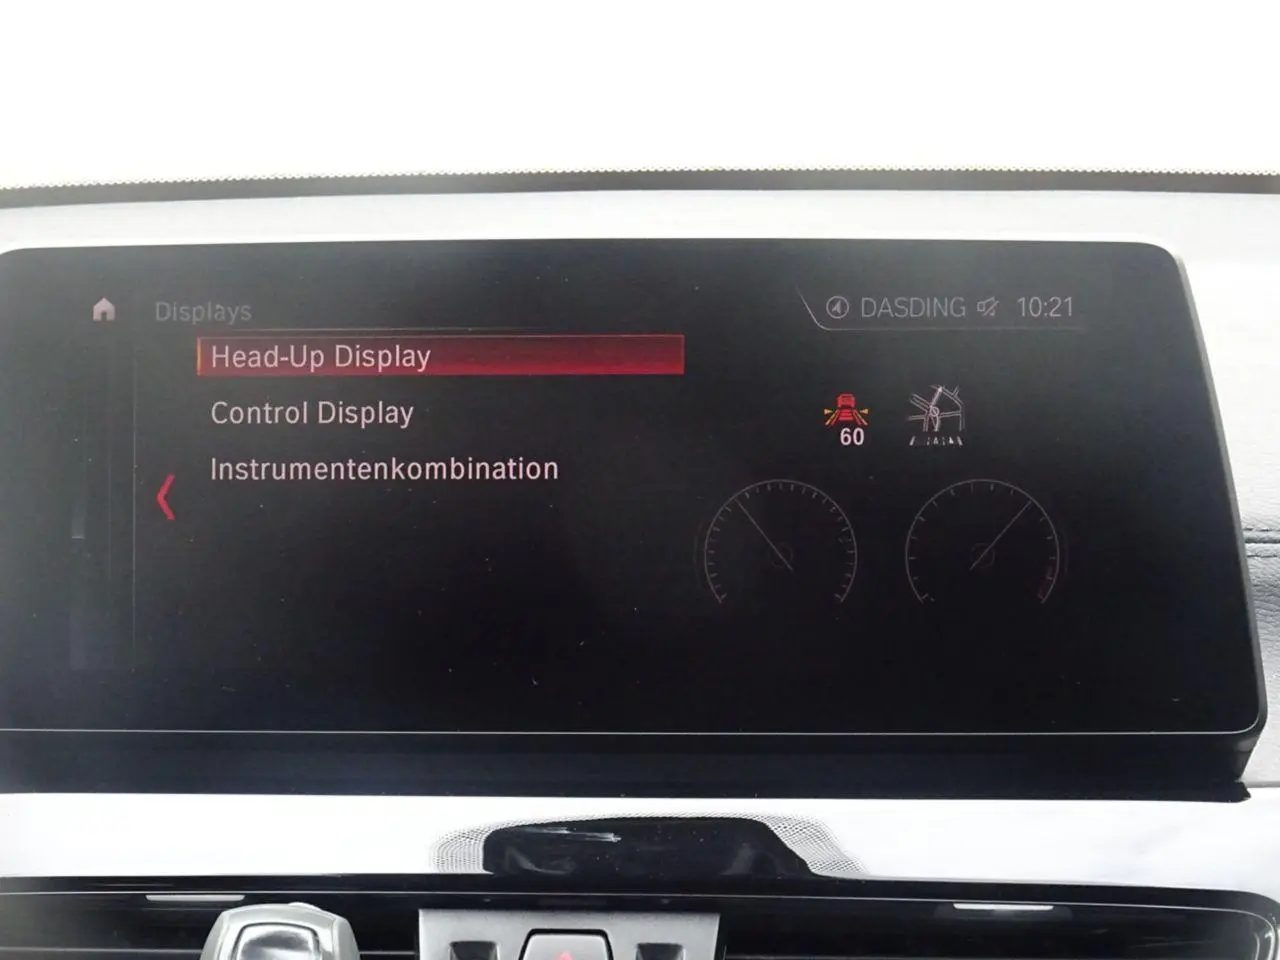 Displays
DASDING 10:21
Head-Up Display
Control Display
Instrumentenkombination
60